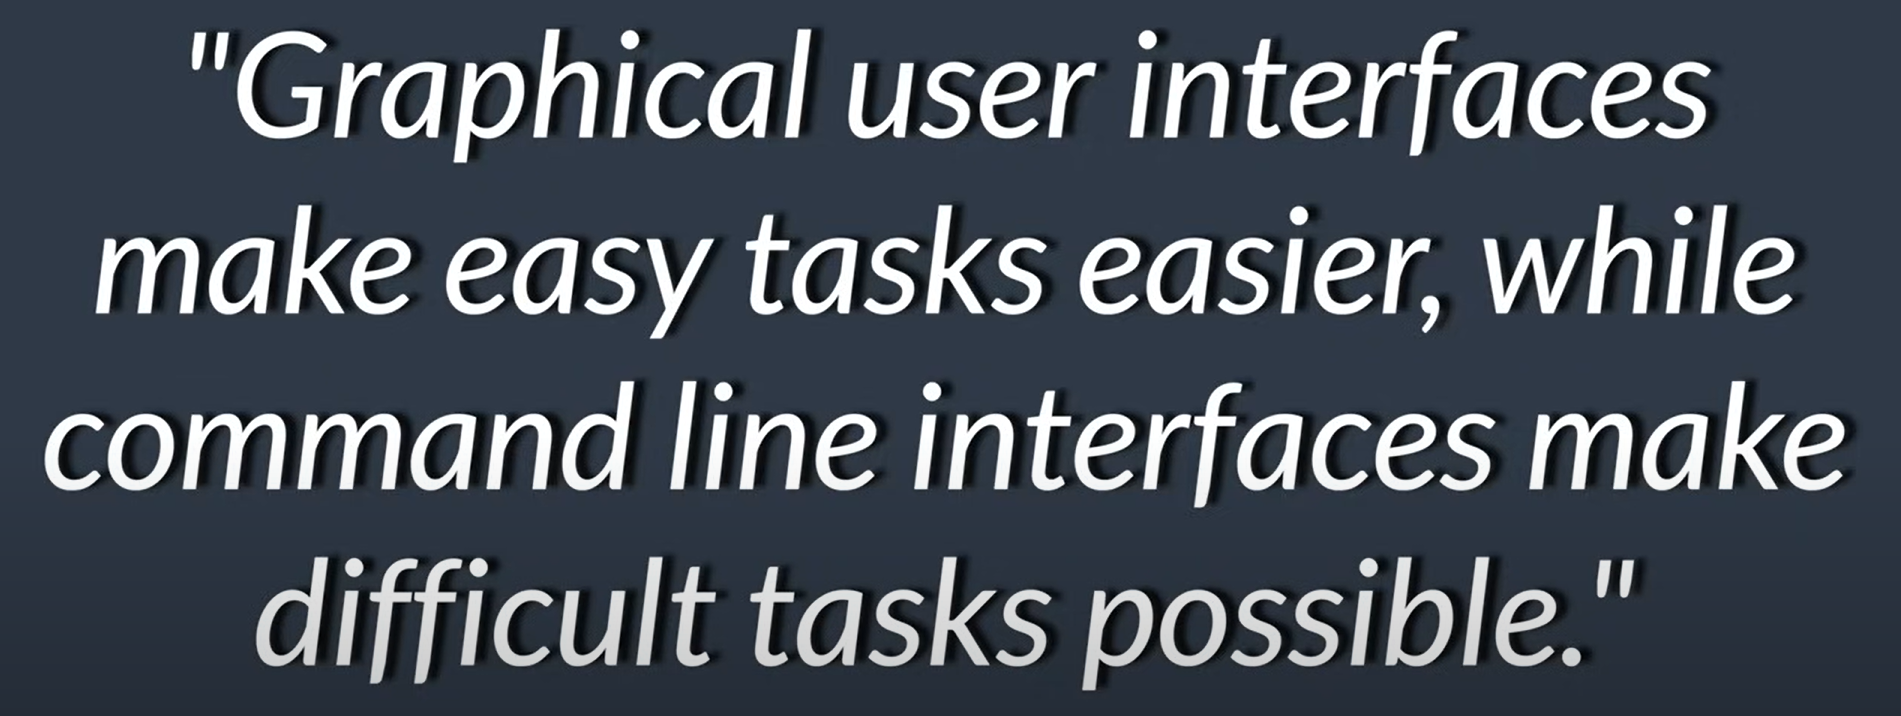 "Graphical user interfaces
make easy tasks easier, while
command line interfaces make
difficult tasks possible."